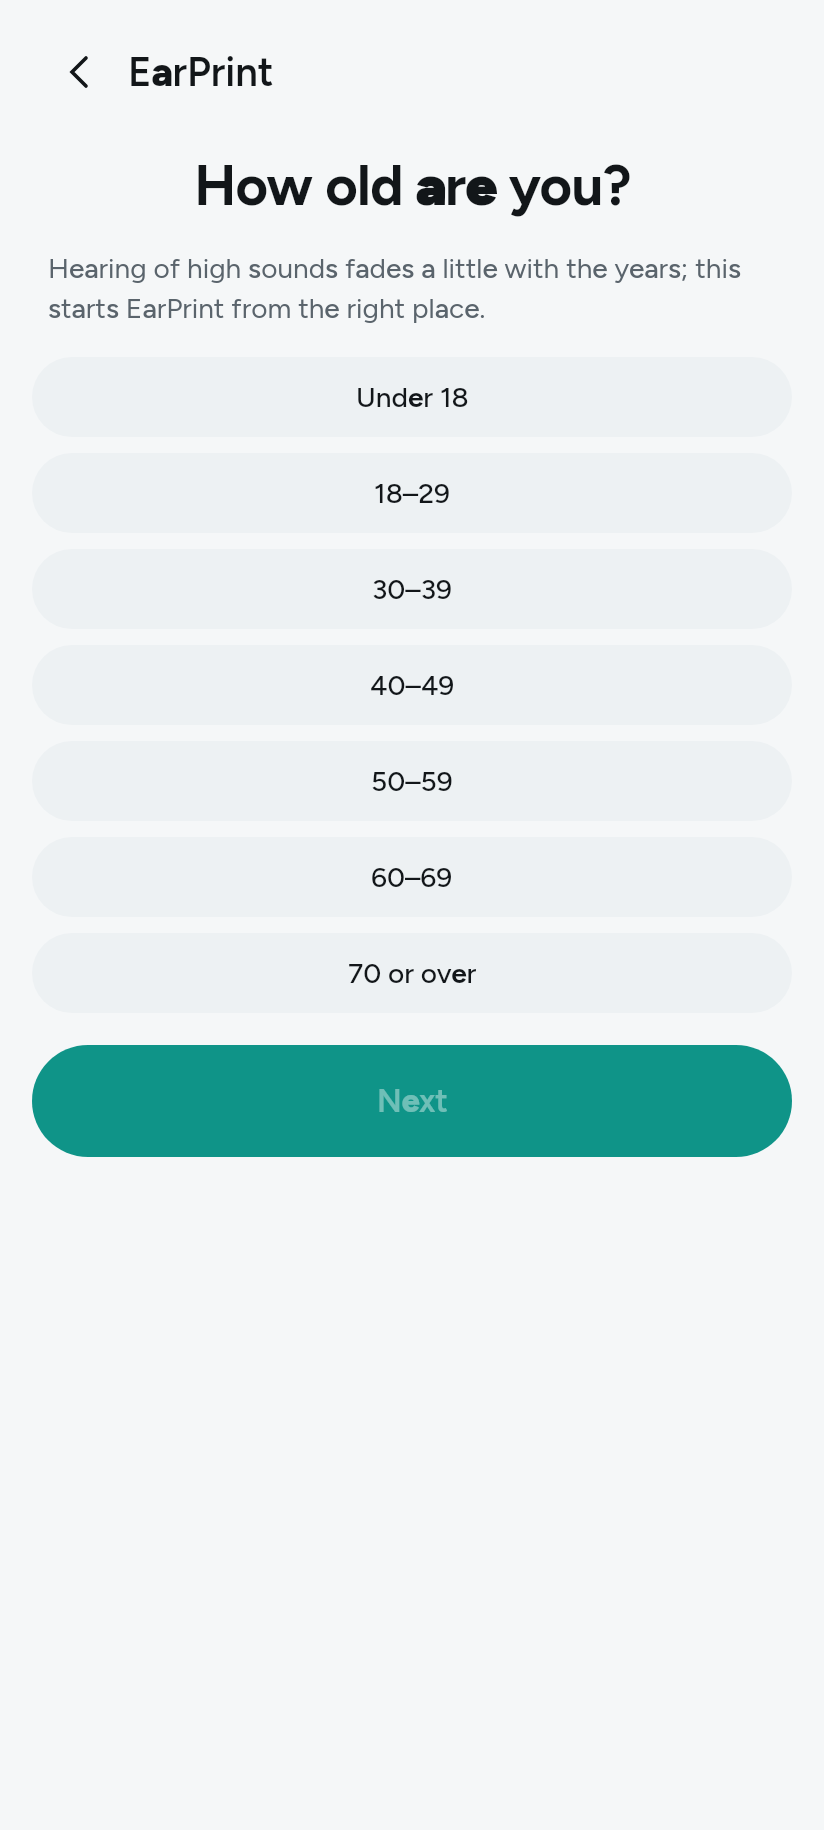 EarPrint
How old are you?
Hearing of high sounds fades a little with the years; this
starts EarPrint from the right place.
Under 18
18–29
30–39
40–49
50–59
60–69
70 or over
Next